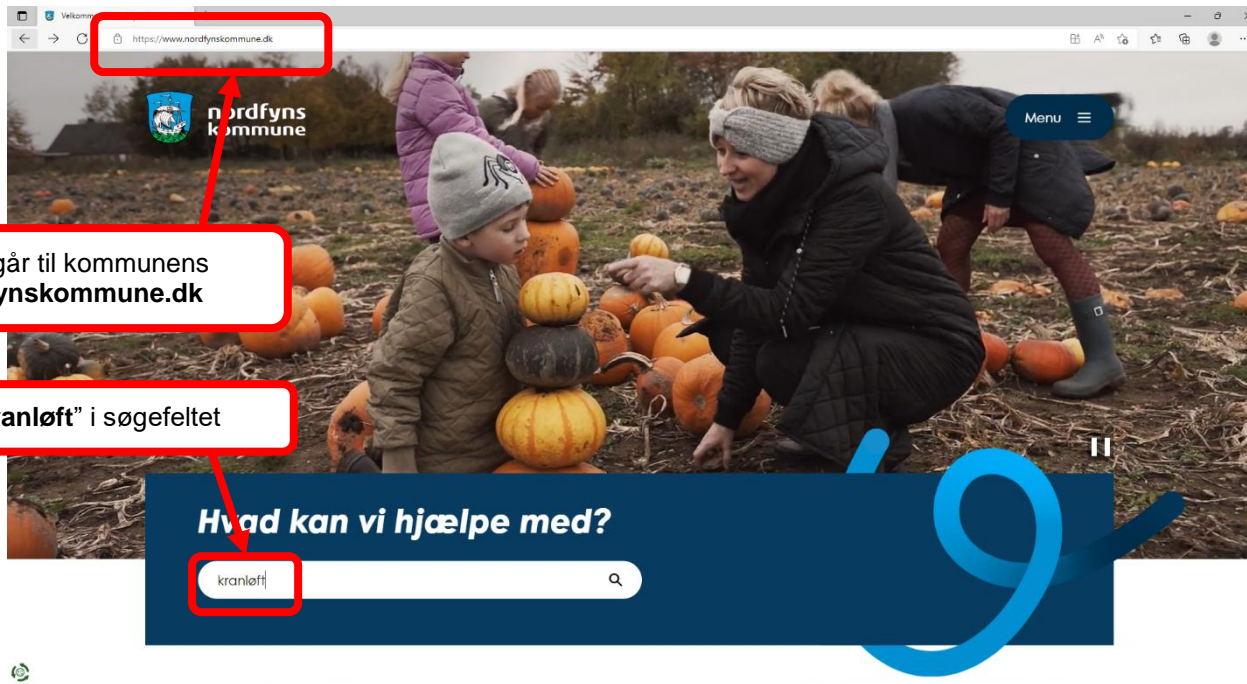 https://www.nordfynskommune.dk
nordfyns
kommune
Menu
går til kommunens
ynskommune.dk
anløft” i søgefeltet
Hvad kan vi hjælpe med?
kranløft